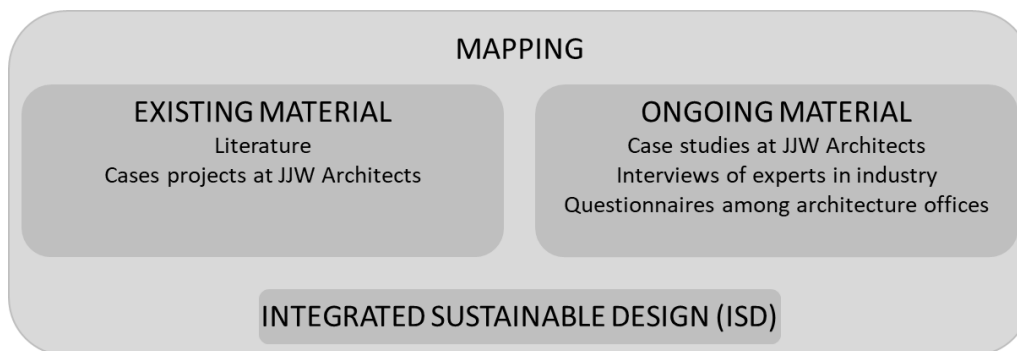 MAPPING
EXISTING MATERIAL
Literature
Cases projects at JJW Architects
ONGOING MATERIAL
Case studies at JJW Architects
Interviews of experts in industry
Questionnaires among architecture offices
INTEGRATED SUSTAINABLE DESIGN (ISD)